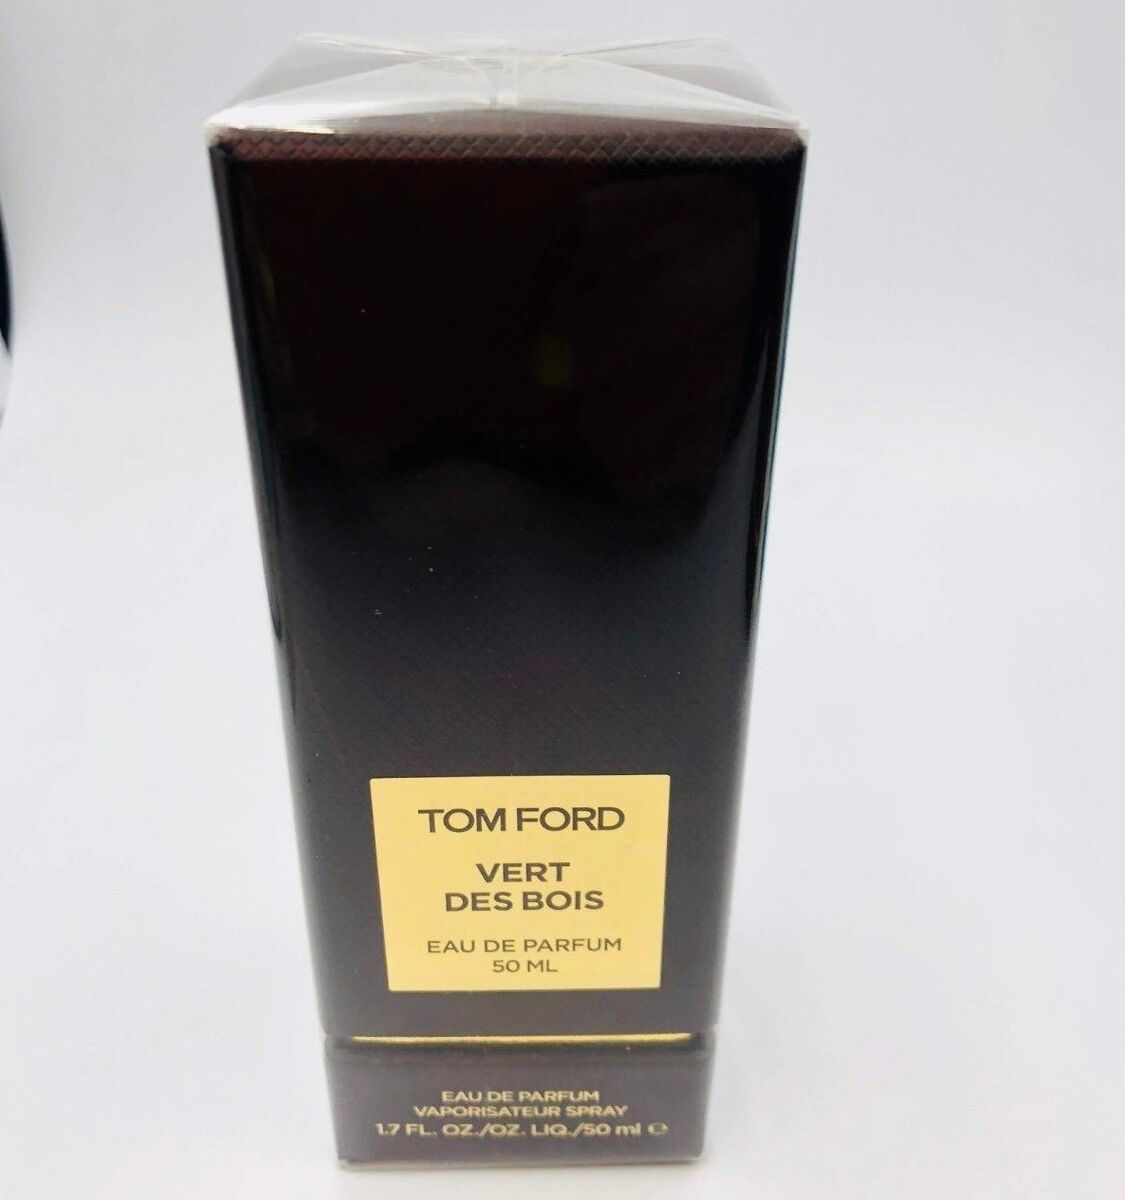 TOM FORD
VERT
DES BOIS
EAU DE PARFUM
50 ML
EAU DE PARFUM
VAPORISATEUR SPRAY
1.7 FL. OZ./OZ. LIQ./50 ml ℮